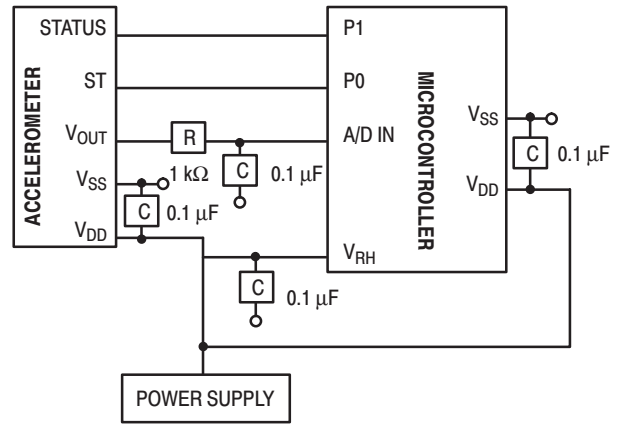 STATUS
P1
ACCELEROMETER
ST
P0
MICROCONTROLLER
VOUT
R
A/D IN
VSS
1 kΩ
C
0.1 μF
C
0.1 μF
VSS
C
0.1 μF
VDD
VDD
VRH
C
0.1 μF
POWER SUPPLY